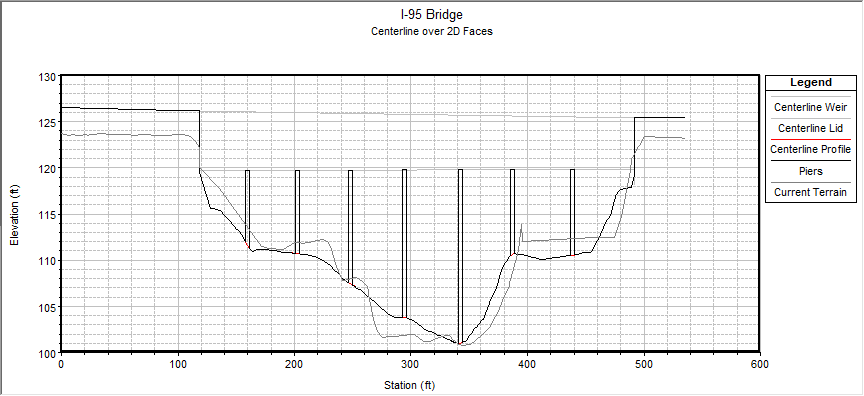 I-95 Bridge
Centerline over 2D Faces
130
125
120
115
110
105
100
0
100
200
300
400
500
600
Elevation (ft)
Station (ft)
Legend
Centerline Weir
Centerline Lid
Centerline Profile
Piers
Current Terrain